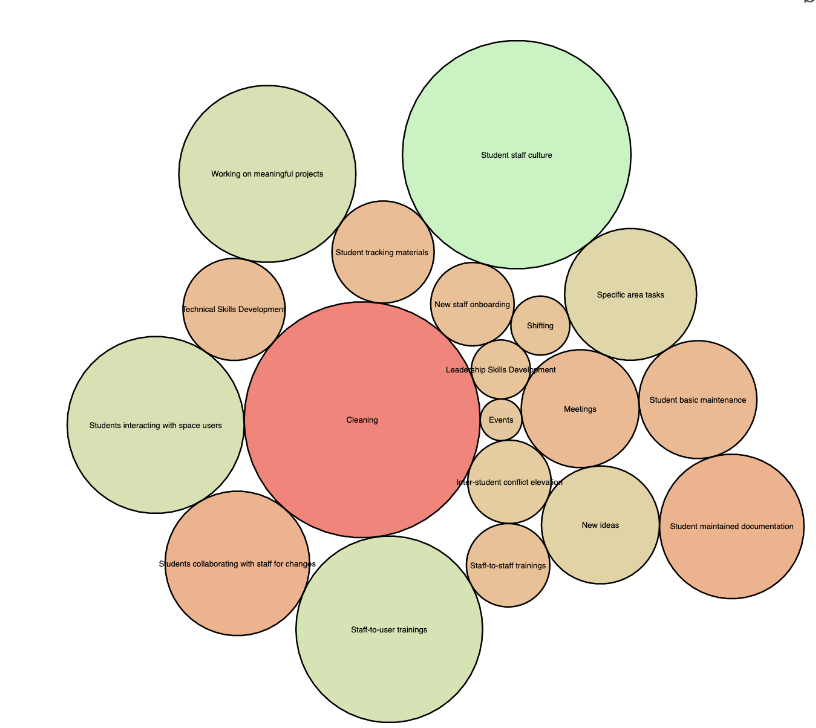 Student staff culture
Working on meaningful projects
Student tracking materials
Specific area tasks
New staff onboarding
Technical Skills Development
Shifting
Leadership Skills Development
Student basic maintenance
Meetings
Cleaning
Events
Students interacting with space users
Inter-student conflict elevation
New ideas
Student maintained documentation
Students collaborating with staff for changes
Staff-to-staff trainings
Staff-to-user trainings